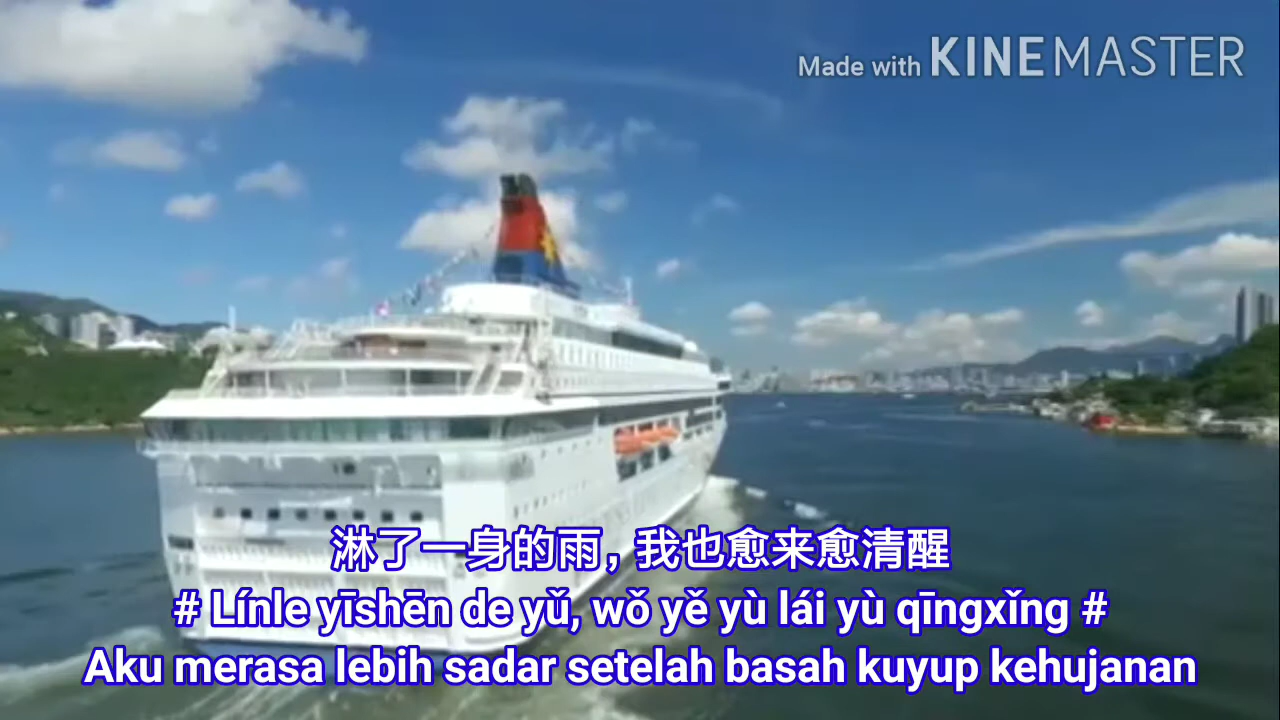 Made with KINEMASTER
淋了一身的雨，我也愈来愈清醒
# Línle yīshēn de yǔ, wǒ yě yù lái yù qīngxǐng #
Aku merasa lebih sadar setelah basah kuyup kehujanan